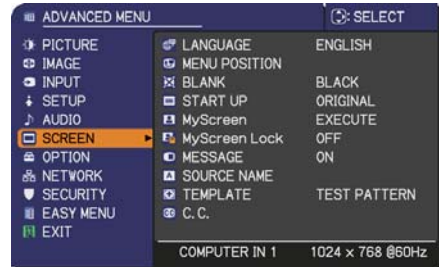 ADVANCED MENU : SELECT
PICTURE
IMAGE
INPUT
SETUP
AUDIO
SCREEN
OPTION
NETWORK
SECURITY
EASY MENU
EXIT
LANGUAGE ENGLISH
MENU POSITION
BLANK BLACK
START UP ORIGINAL
MyScreen EXECUTE
MyScreen Lock OFF
MESSAGE ON
SOURCE NAME
TEMPLATE TEST PATTERN
C. C.
COMPUTER IN 1 1024 × 768 @60Hz